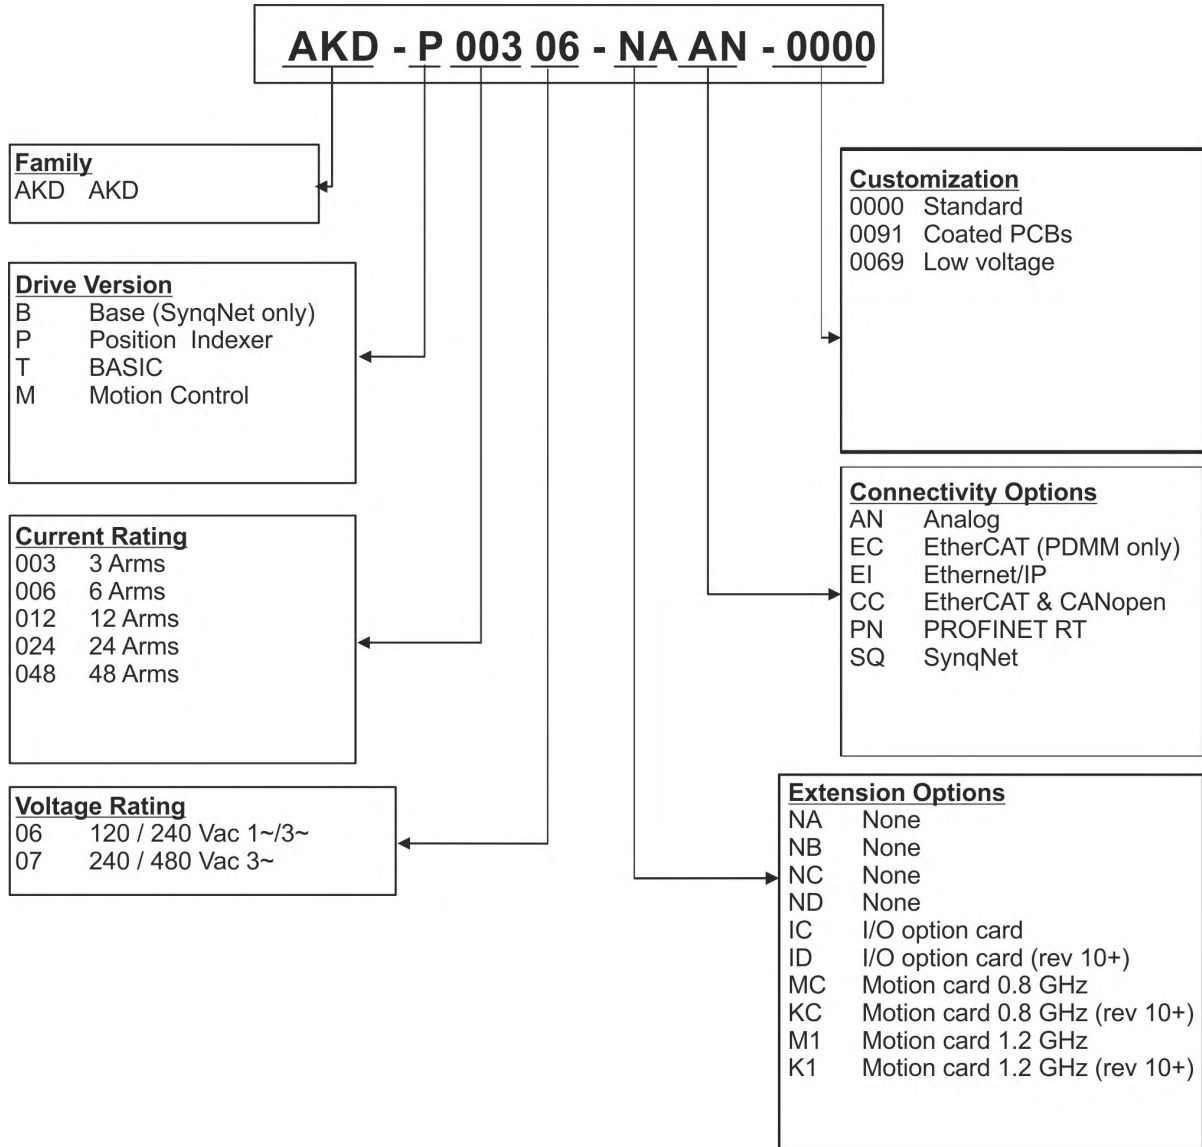 AKD - P 003 06 - NA AN - 0000
Family
AKD AKD
Drive Version
B Base (SynqNet only)
P Position Indexer
T BASIC
M Motion Control
Current Rating
003 3 Arms
006 6 Arms
012 12 Arms
024 24 Arms
048 48 Arms
Voltage Rating
06 120 / 240 Vac 1~/3~
07 240 / 480 Vac 3~
Customization
0000 Standard
0091 Coated PCBs
0069 Low voltage
Connectivity Options
AN Analog
EC EtherCAT (PDMM only)
EI Ethernet/IP
CC EtherCAT & CANopen
PN PROFINET RT
SQ SynqNet
Extension Options
NA None
NB None
NC None
ND None
IC I/O option card
ID I/O option card (rev 10+)
MC Motion card 0.8 GHz
KC Motion card 0.8 GHz (rev 10+)
M1 Motion card 1.2 GHz
K1 Motion card 1.2 GHz (rev 10+)